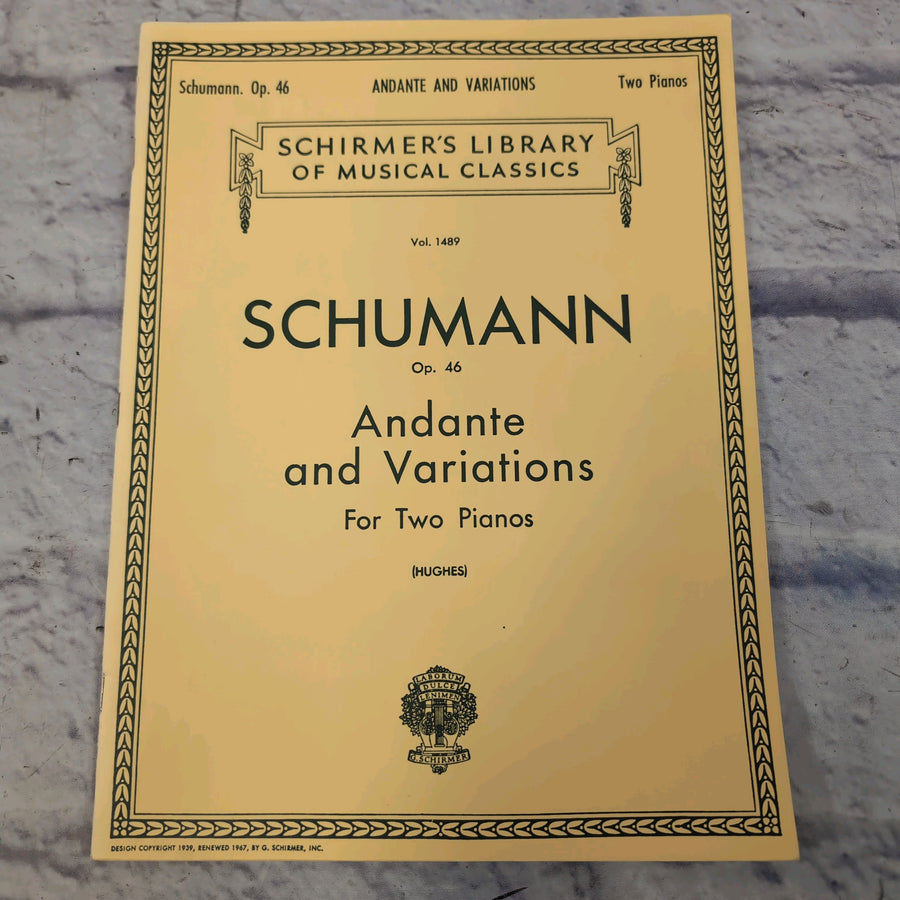 Schumann. Op. 46 ANDANTE AND VARIATIONS Two Pianos
SCHIRMER'S LIBRARY
OF MUSICAL CLASSICS
Vol. 1489
SCHUMANN
Op. 46
Andante
and Variations
For Two Pianos
(HUGHES)
LABORUM
DULCE
LENIMEN
G. SCHIRMER
DESIGN COPYRIGHT 1939, RENEWED 1967, BY G. SCHIRMER, INC.